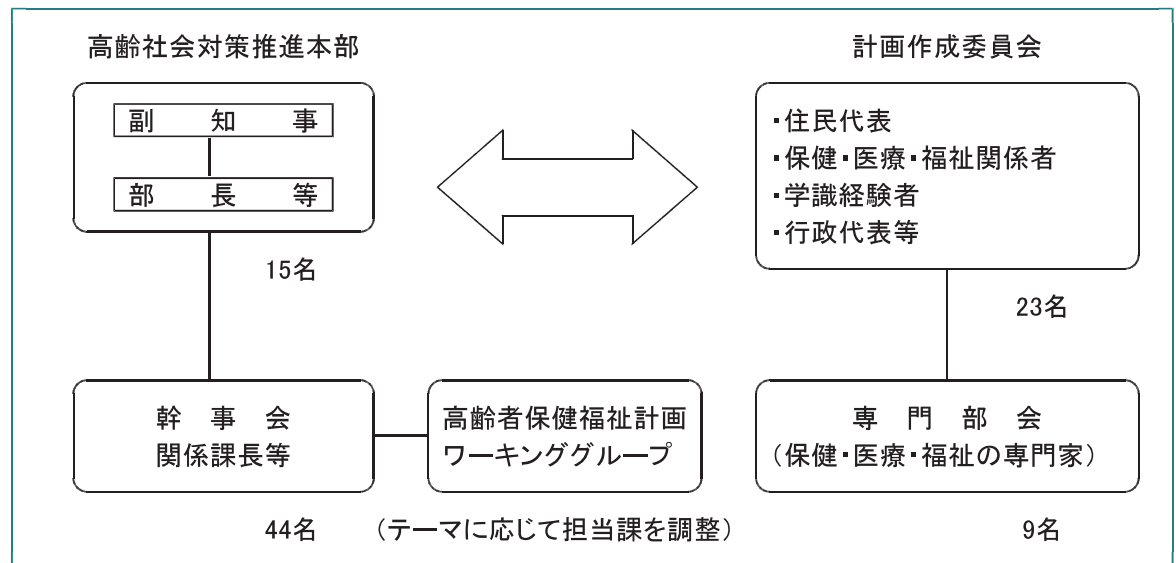 高齢社会対策推進本部
副知事
部長等
15名
計画作成委員会
・住民代表
・保健・医療・福祉関係者
・学識経験者
・行政代表等
23名
幹事会
関係課長等
44名
高齢者保健福祉計画
ワーキンググループ
（テーマに応じて担当課を調整）
専門部会
（保健・医療・福祉の専門家）
9名